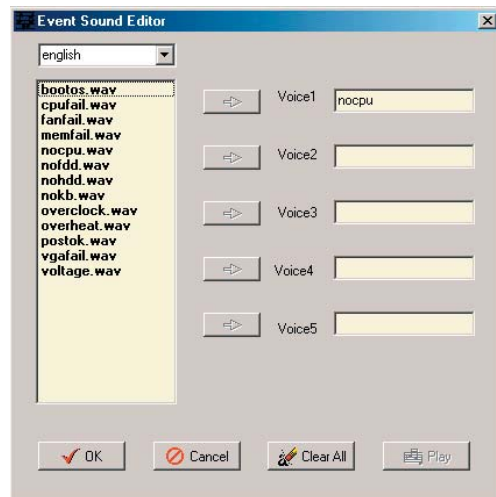 Event Sound Editor
english
bootos.wav
cpufail.wav
fanfail.wav
memfail.wav
nocpu.wav
nofdd.wav
nohdd.wav
nokb.wav
overclock.wav
overheat.wav
postok.wav
vgafail.wav
voltage.wav
Voice1
nocpu
Voice2
Voice3
Voice4
Voice5
OK
Cancel
Clear All
Play